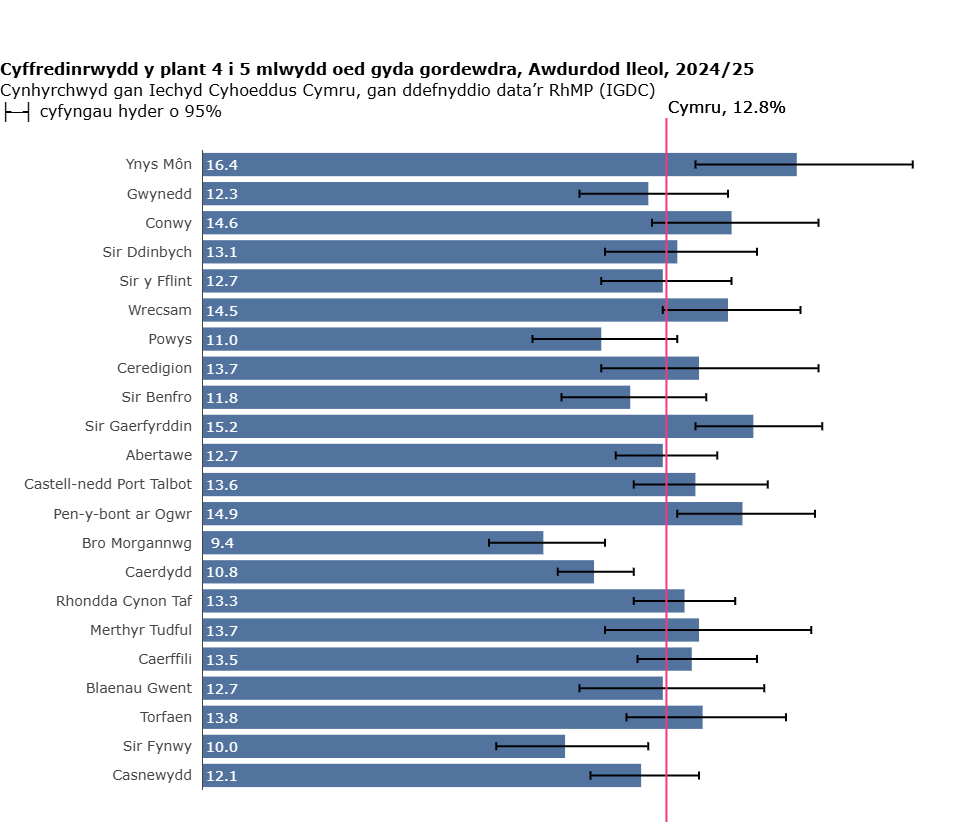 Cyffredinrwydd y plant 4 i 5 mlwydd oed gyda gordewdra, Awdurdod lleol, 2024/25
Cynhyrchwyd gan Iechyd Cyhoeddus Cymru, gan ddefnyddio data’r RhMP (IGDC)
cyfyngau hyder o 95%
Cymru, 12.8%
Ynys Môn 16.4
Gwynedd 12.3
Conwy 14.6
Sir Ddinbych 13.1
Sir y Fflint 12.7
Wrecsam 14.5
Powys 11.0
Ceredigion 13.7
Sir Benfro 11.8
Sir Gaerfyrddin 15.2
Abertawe 12.7
Castell-nedd Port Talbot 13.6
Pen-y-bont ar Ogwr 14.9
Bro Morgannwg 9.4
Caerdydd 10.8
Rhondda Cynon Taf 13.3
Merthyr Tudful 13.7
Caerffili 13.5
Blaenau Gwent 12.7
Torfaen 13.8
Sir Fynwy 10.0
Casnewydd 12.1